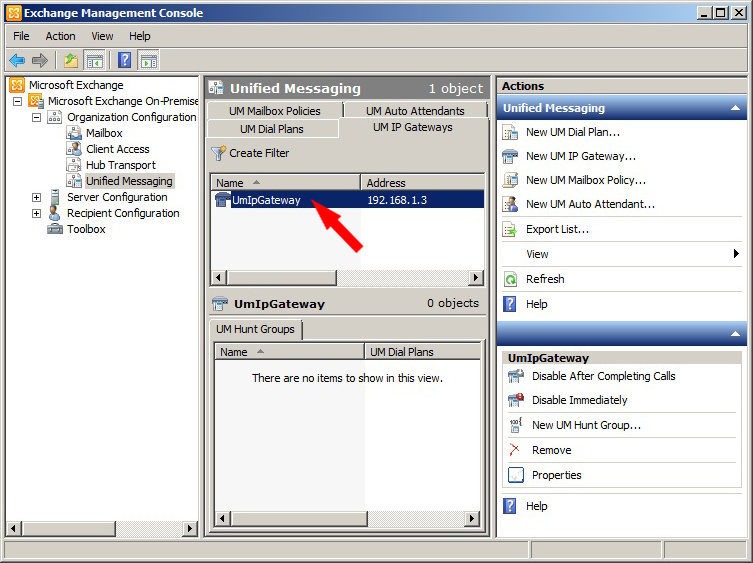 Exchange Management Console
File Action View Help
Microsoft Exchange
Microsoft Exchange On-Premise
Organization Configuration
Mailbox
Client Access
Hub Transport
Unified Messaging
Server Configuration
Recipient Configuration
Toolbox
Unified Messaging 1 object
UM Mailbox Policies UM Auto Attendants
UM Dial Plans UM IP Gateways
Create Filter
Name Address
UmIpGateway 192.168.1.3
UmIpGateway 0 objects
UM Hunt Groups
Name UM Dial Plans
There are no items to show in this view.
Actions
Unified Messaging
New UM Dial Plan...
New UM IP Gateway...
New UM Mailbox Policy...
New UM Auto Attendant...
Export List...
View
Refresh
Help
UmIpGateway
Disable After Completing Calls
Disable Immediately
New UM Hunt Group...
Remove
Properties
Help